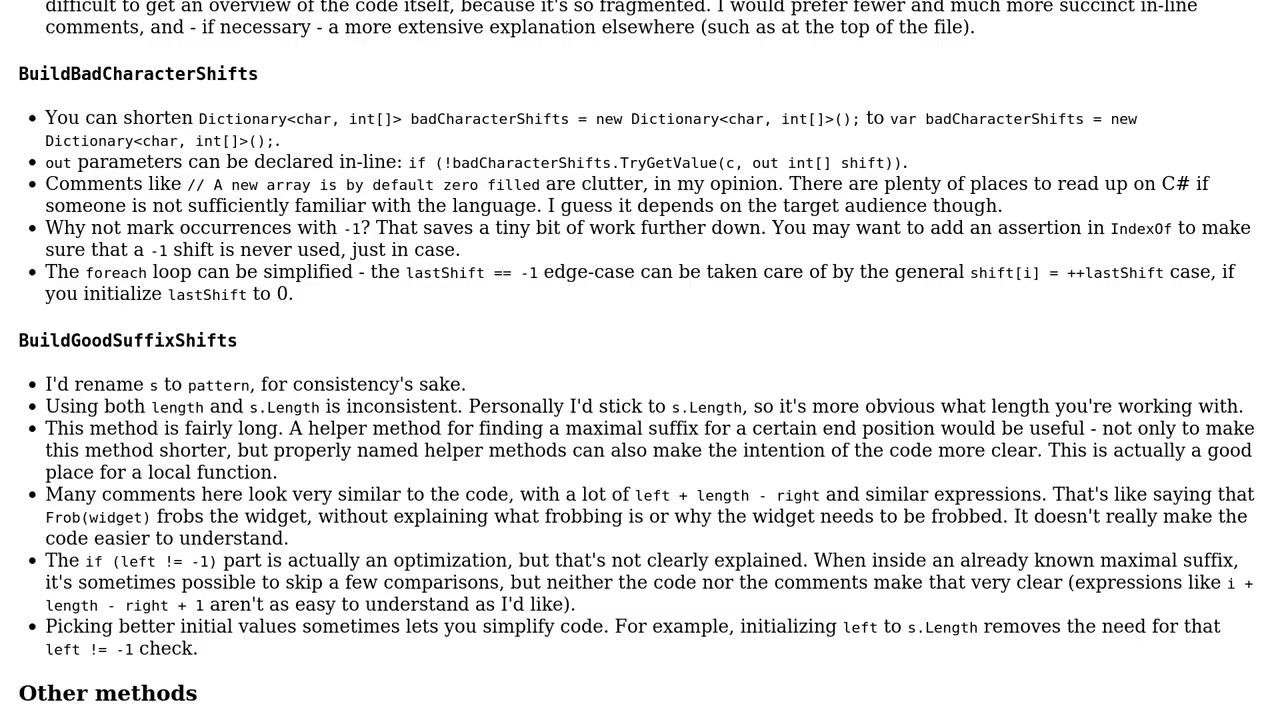 difficult to get an overview of the code itself, because it's so fragmented. I would prefer fewer and much more succinct in-line
comments, and - if necessary - a more extensive explanation elsewhere (such as at the top of the file).
BuildBadCharacterShifts
• You can shorten Dictionary<char, int[]> badCharacterShifts = new Dictionary<char, int[]>(); to var badCharacterShifts = new
Dictionary<char, int[]>();.
• out parameters can be declared in-line: if (!badCharacterShifts.TryGetValue(c, out int[] shift)).
• Comments like // A new array is by default zero filled are clutter, in my opinion. There are plenty of places to read up on C# if
someone is not sufficiently familiar with the language. I guess it depends on the target audience though.
• Why not mark occurrences with -1? That saves a tiny bit of work further down. You may want to add an assertion in IndexOf to make
sure that a -1 shift is never used, just in case.
• The foreach loop can be simplified - the lastShift == -1 edge-case can be taken care of by the general shift[i] = ++lastShift case, if
you initialize lastShift to 0.
BuildGoodSuffixShifts
• I'd rename s to pattern, for consistency's sake.
• Using both length and s.Length is inconsistent. Personally I'd stick to s.Length, so it's more obvious what length you're working with.
• This method is fairly long. A helper method for finding a maximal suffix for a certain end position would be useful - not only to make
this method shorter, but properly named helper methods can also make the intention of the code more clear. This is actually a good
place for a local function.
• Many comments here look very similar to the code, with a lot of left + length - right and similar expressions. That's like saying that
Frob(widget) frobs the widget, without explaining what frobbing is or why the widget needs to be frobbed. It doesn't really make the
code easier to understand.
• The if (left != -1) part is actually an optimization, but that's not clearly explained. When inside an already known maximal suffix,
it's sometimes possible to skip a few comparisons, but neither the code nor the comments make that very clear (expressions like i +
length - right + 1 aren't as easy to understand as I'd like).
• Picking better initial values sometimes lets you simplify code. For example, initializing left to s.Length removes the need for that
left != -1 check.
Other methods